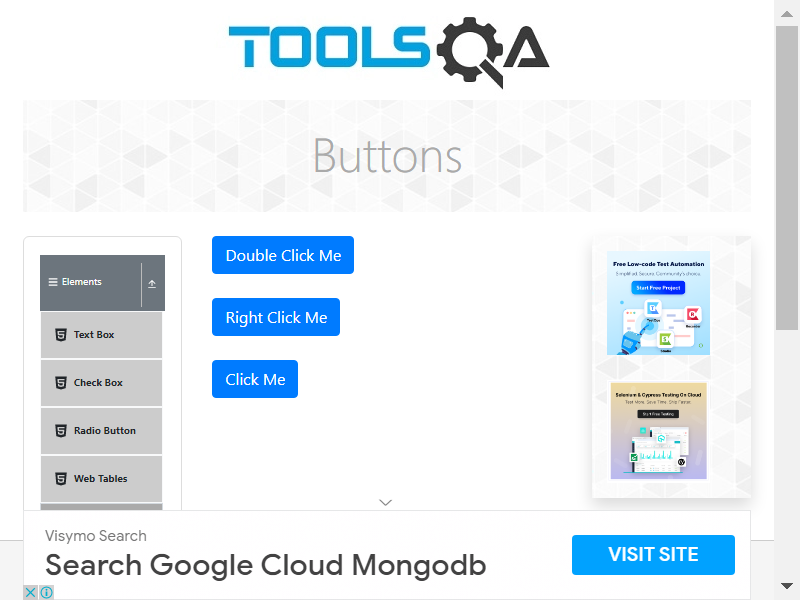 TOOLSQA
Buttons
Elements
Text Box
Check Box
Radio Button
Web Tables
Double Click Me
Right Click Me
Click Me
Free Low-code Test Automation
Simplified. Secure. Community's choice.
Start Free Project
Selenium & Cypress Testing On Cloud
Test More, Save Time, Ship Faster
Start Free Testing
Visymo Search
Search Google Cloud Mongodb
VISIT SITE